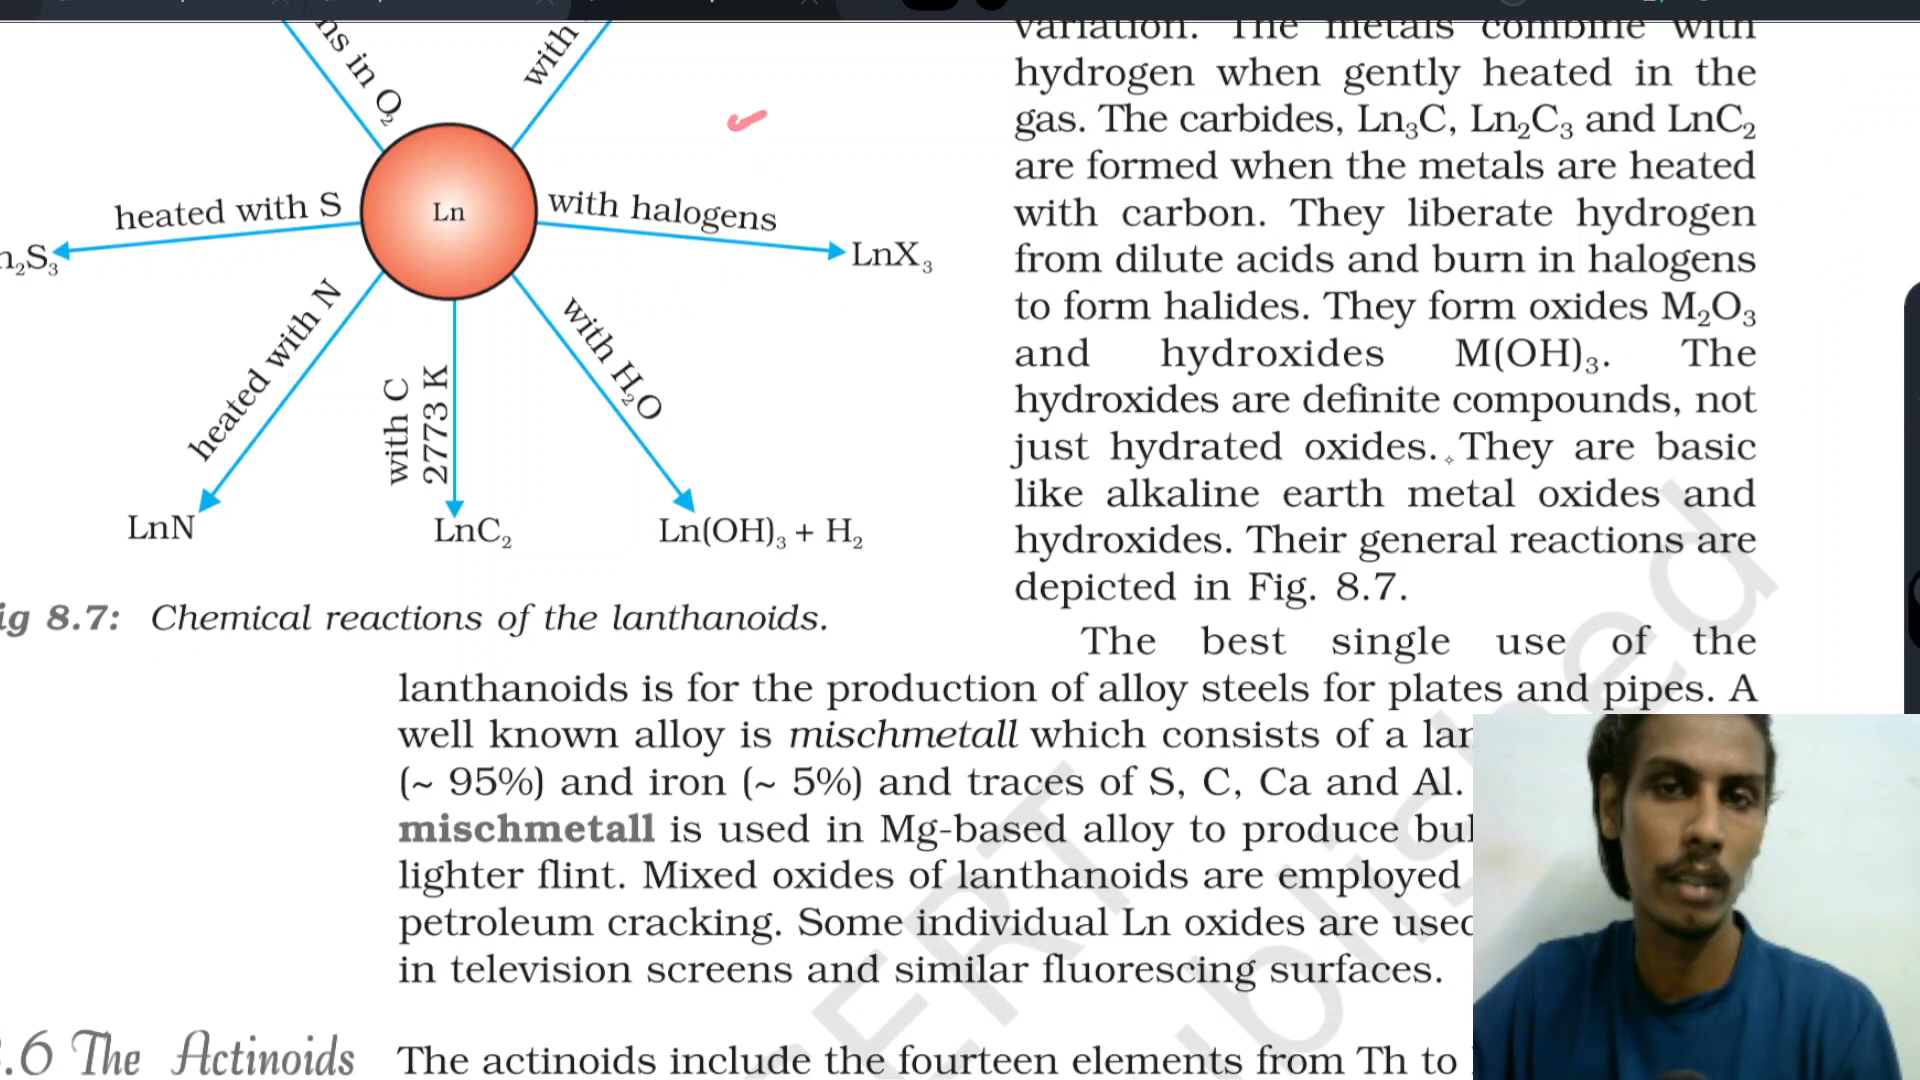 ns in O₂
with
heated with S
Ln
with halogens
LnX₃
₂S₃
heated with N
with C
2773 K
with H₂O
LnN
LnC₂
Ln(OH)₃ + H₂
ig 8.7: Chemical reactions of the lanthanoids.
variation. The metals combine with
hydrogen when gently heated in the
gas. The carbides, Ln₃C, Ln₂C₃ and LnC₂
are formed when the metals are heated
with carbon. They liberate hydrogen
from dilute acids and burn in halogens
to form halides. They form oxides M₂O₃
and hydroxides M(OH)₃. The
hydroxides are definite compounds, not
just hydrated oxides. They are basic
like alkaline earth metal oxides and
hydroxides. Their general reactions are
depicted in Fig. 8.7.
The best single use of the
lanthanoids is for the production of alloy steels for plates and pipes. A
well known alloy is mischmetall which consists of a lan
(~ 95%) and iron (~ 5%) and traces of S, C, Ca and Al.
mischmetall is used in Mg-based alloy to produce bul
lighter flint. Mixed oxides of lanthanoids are employed
petroleum cracking. Some individual Ln oxides are used
in television screens and similar fluorescing surfaces.
.6 The Actinoids
The actinoids include the fourteen elements from Th to